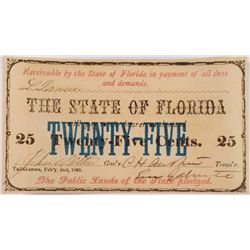 Receivable by the State of Florida in payment of all dues
and demands.
THE STATE OF FLORIDA
25 TWENTY-FIVE 25
Twenty-Five Cents.
Gov'r Treas'r.
Tallahassee, Feb'y. 2nd, 1863.
The Public Lands of the State pledged.